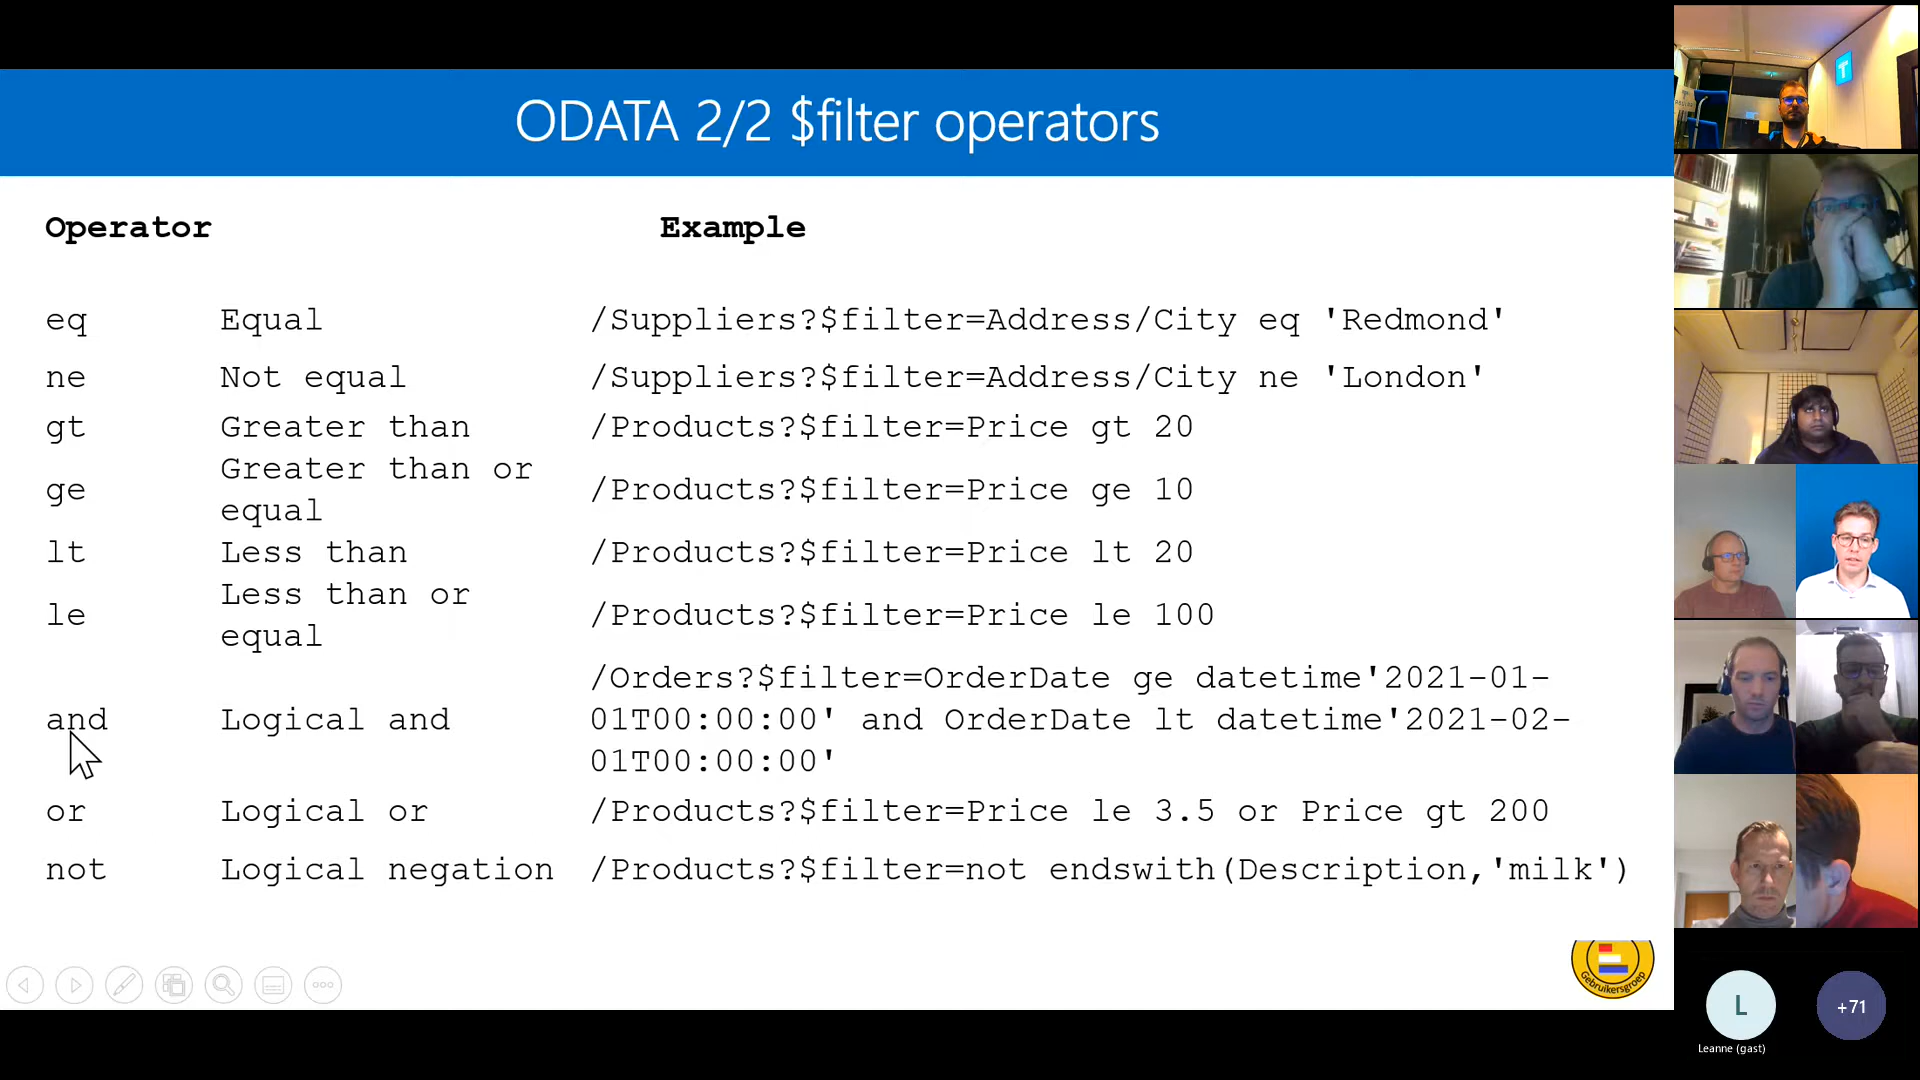 ODATA 2/2 $filter operators
Operator Example
eq Equal /Suppliers?$filter=Address/City eq 'Redmond'
ne Not equal /Suppliers?$filter=Address/City ne 'London'
gt Greater than /Products?$filter=Price gt 20
ge Greater than or equal /Products?$filter=Price ge 10
lt Less than /Products?$filter=Price lt 20
le Less than or equal /Products?$filter=Price le 100
and Logical and /Orders?$filter=OrderDate ge datetime'2021-01-
01T00:00:00' and OrderDate lt datetime'2021-02-
01T00:00:00'
or Logical or /Products?$filter=Price le 3.5 or Price gt 200
not Logical negation /Products?$filter=not endswith(Description,'milk')
Gebruikersgroep
L
+71
Leanne (gast)